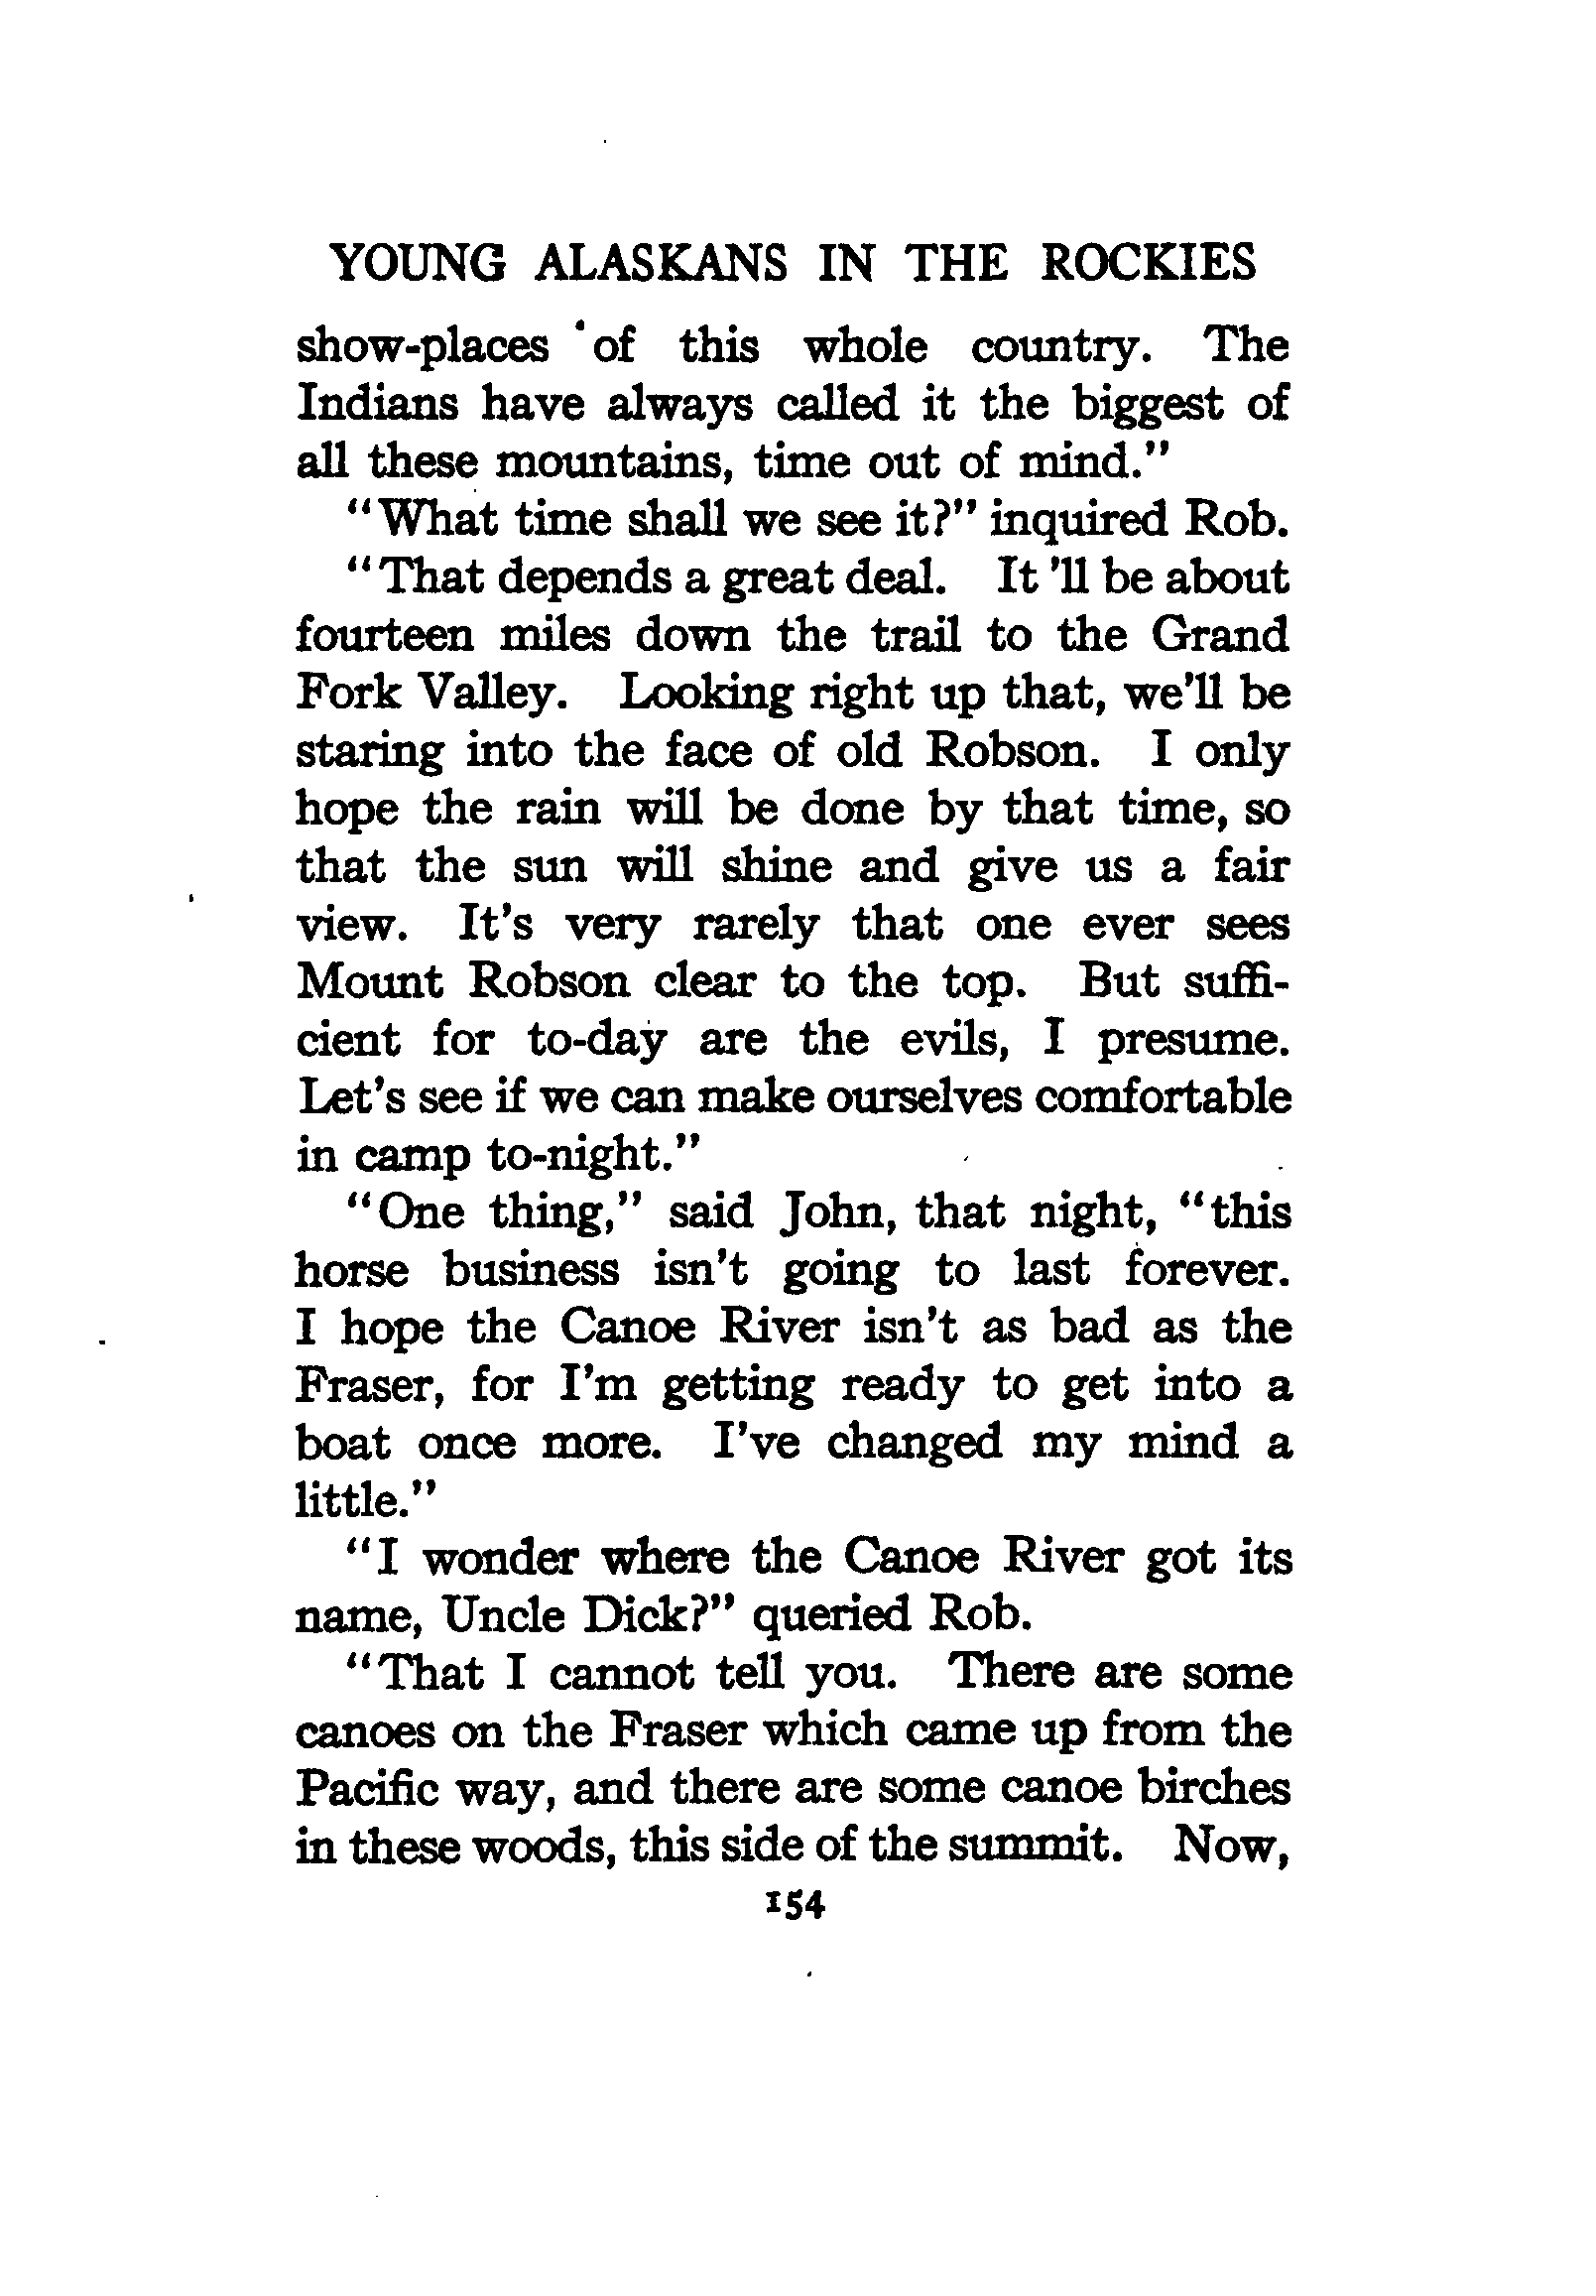 YOUNG ALASKANS IN THE ROCKIES
show-places of this whole country. The
Indians have always called it the biggest of
all these mountains, time out of mind."
"What time shall we see it?" inquired Rob.
"That depends a great deal. It 'll be about
fourteen miles down the trail to the Grand
Fork Valley. Looking right up that, we'll be
staring into the face of old Robson. I only
hope the rain will be done by that time, so
that the sun will shine and give us a fair
view. It's very rarely that one ever sees
Mount Robson clear to the top. But suffi-
cient for to-day are the evils, I presume.
Let's see if we can make ourselves comfortable
in camp to-night."
"One thing," said John, that night, "this
horse business isn't going to last forever.
I hope the Canoe River isn't as bad as the
Fraser, for I'm getting ready to get into a
boat once more. I've changed my mind a
little."
"I wonder where the Canoe River got its
name, Uncle Dick?" queried Rob.
"That I cannot tell you. There are some
canoes on the Fraser which came up from the
Pacific way, and there are some canoe birches
in these woods, this side of the summit. Now,
154